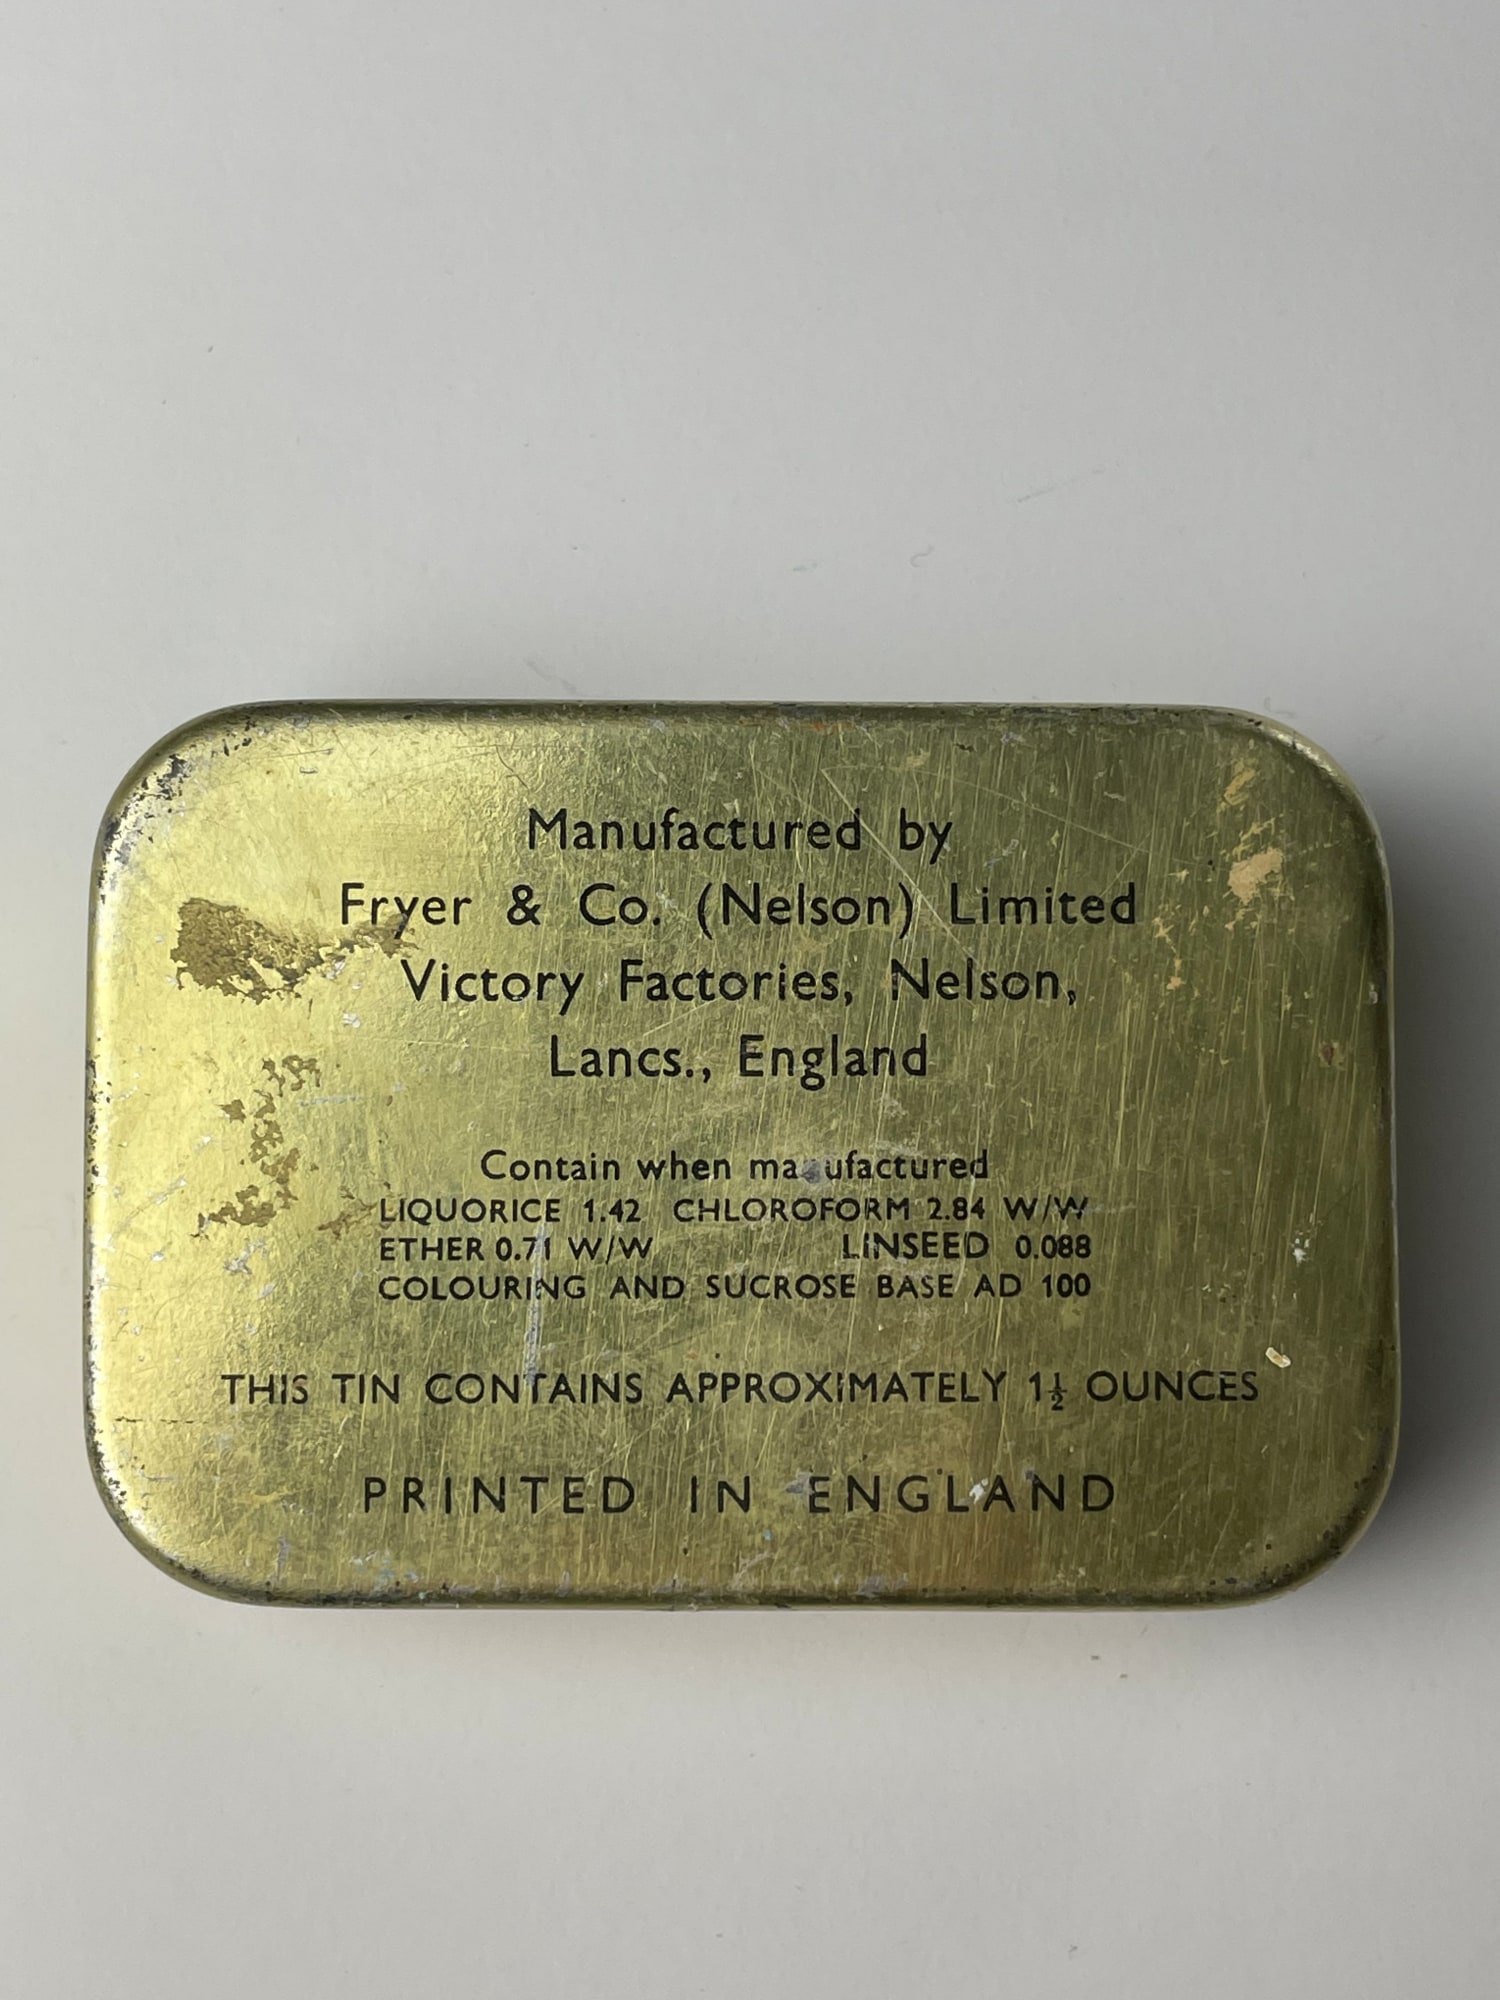 Manufactured by
Fryer & Co. (Nelson) Limited
Victory Factories, Nelson,
Lancs., England
Contain when manufactured
LIQUORICE 1.42 CHLOROFORM 2.84 W/W
ETHER 0.71 W/W LINSEED 0.088
COLOURING AND SUCROSE BASE AD 100
THIS TIN CONTAINS APPROXIMATELY 1½ OUNCES
PRINTED IN ENGLAND